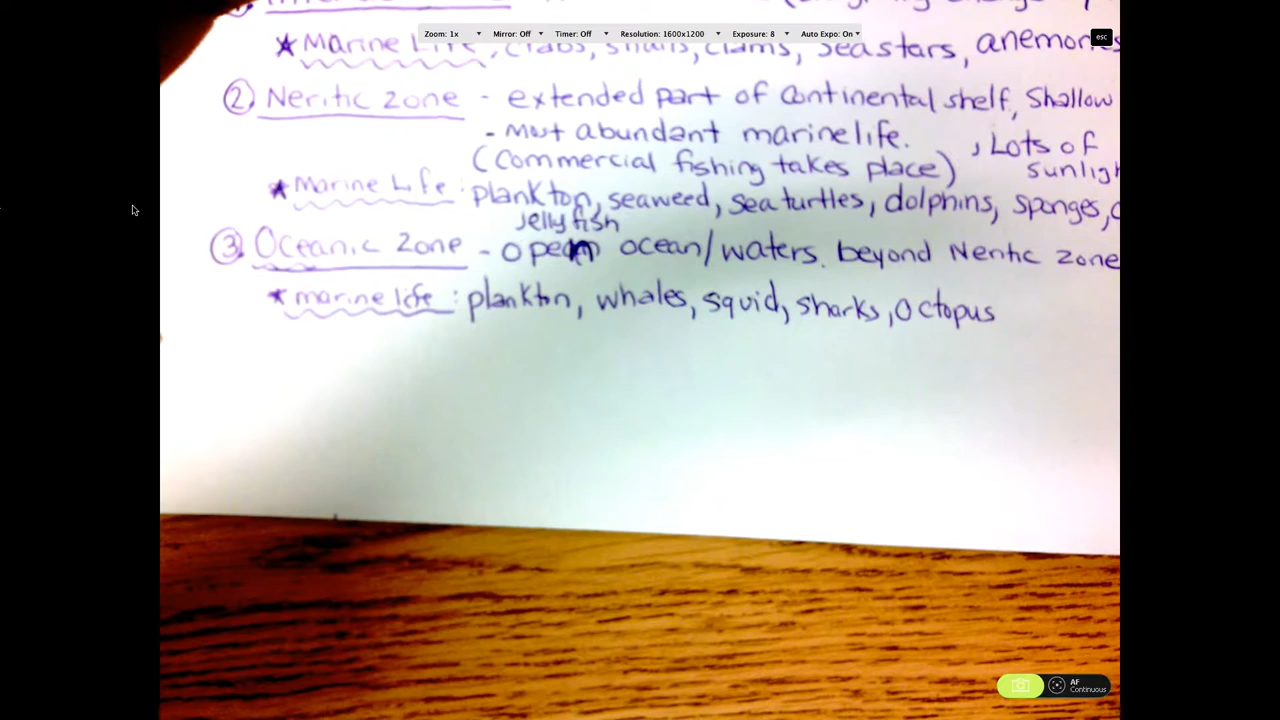 Zoom: 1x Mirror: Off Timer: Off Resolution: 1600x1200 Exposure: 8 Auto Expo: On
esc
★ Marine Life, Crabs, snails, clams, seastars, anemones
② Neritic zone - extended part of continental shelf, shallow
- most abundant marine life. , Lots of
(commercial fishing takes place) sunligh
★ Marine Life: plankton, seaweed, sea turtles, dolphins, sponges,
Jellyfish
③ Oceanic zone - open ocean/waters. beyond Neritic zone
★ marine life: plankton, whales, squid, sharks, octopus
AF
Continuous